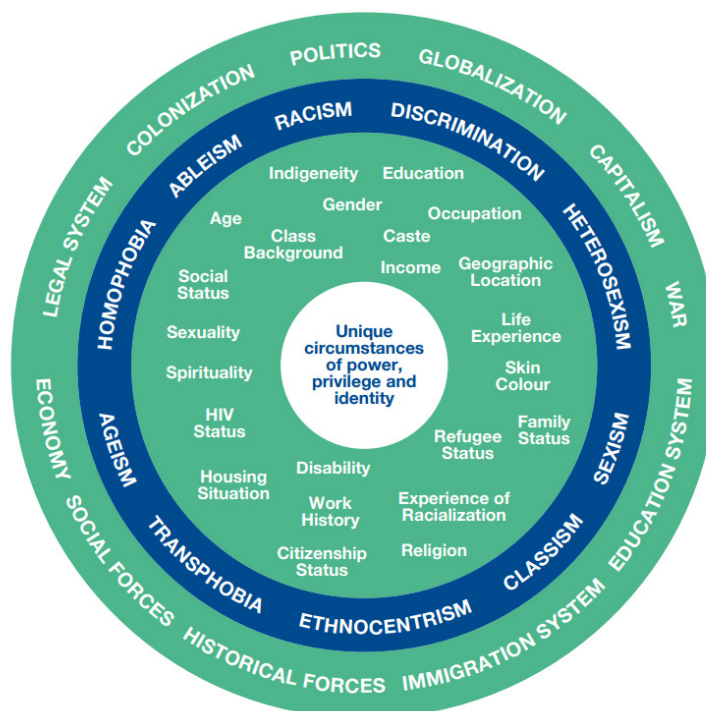 POLITICS
GLOBALIZATION
CAPITALISM
WAR
EDUCATION SYSTEM
IMMIGRATION SYSTEM
HISTORICAL FORCES
SOCIAL FORCES
ECONOMY
LEGAL SYSTEM
COLONIZATION
RACISM
DISCRIMINATION
HETEROSEXISM
SEXISM
CLASSISM
ETHNOCENTRISM
TRANSPHOBIA
AGEISM
HOMOPHOBIA
ABLEISM
Indigeneity
Education
Gender
Age
Occupation
Class
Background
Caste
Income
Geographic
Location
Social
Status
Sexuality
Life
Experience
Spirituality
Skin
Colour
HIV
Status
Family
Status
Refugee
Status
Housing
Situation
Disability
Work
History
Experience of
Racialization
Citizenship
Status
Religion
Unique
circumstances
of power,
privilege and
identity